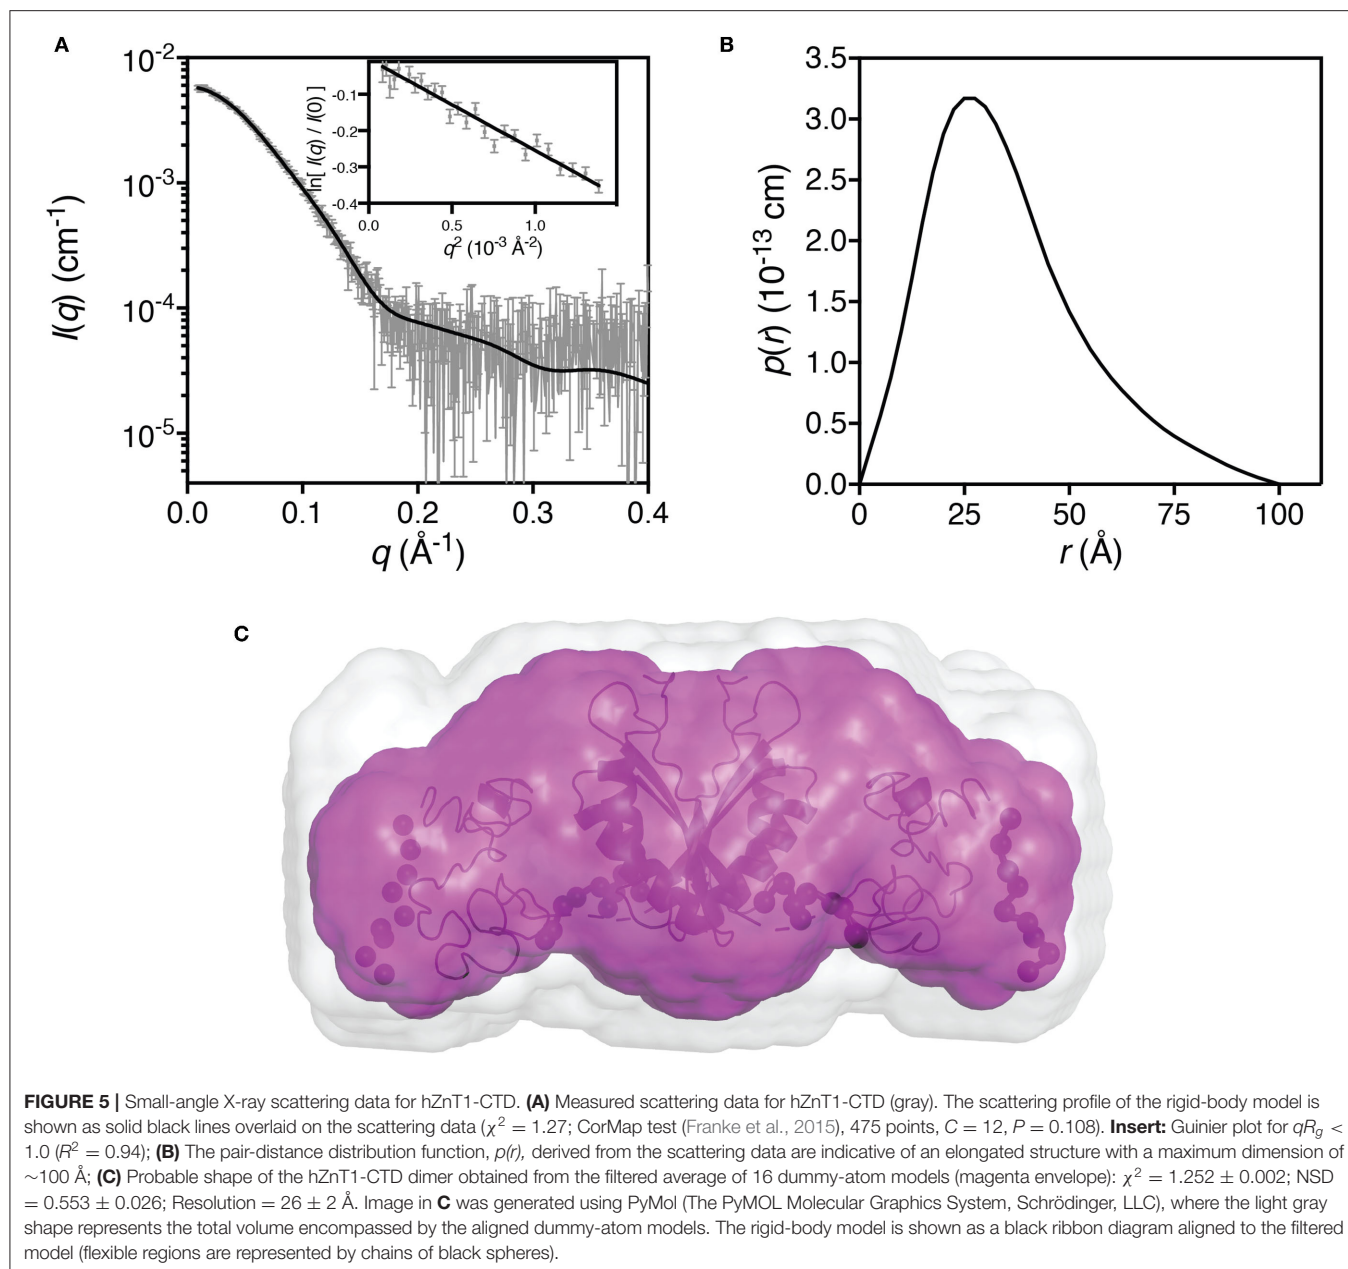 A
10⁻²
10⁻³
10⁻⁴
10⁻⁵
I(q) (cm⁻¹)
0.0 0.1 0.2 0.3 0.4
q (Å⁻¹)
-0.1
-0.2
-0.3
-0.4
ln[ I(q) / I(0) ]
0.0 0.5 1.0
q² (10⁻³ Å⁻²)
B
3.5
3.0
2.5
2.0
1.5
1.0
0.5
0.0
p(r) (10⁻¹³ cm)
0 25 50 75 100
r (Å)
C
FIGURE 5 | Small-angle X-ray scattering data for hZnT1-CTD. (A) Measured scattering data for hZnT1-CTD (gray). The scattering profile of the rigid-body model is
shown as solid black lines overlaid on the scattering data (χ² = 1.27; CorMap test (Franke et al., 2015), 475 points, C = 12, P = 0.108). Insert: Guinier plot for qRg <
1.0 (R² = 0.94); (B) The pair-distance distribution function, p(r), derived from the scattering data are indicative of an elongated structure with a maximum dimension of
~100 Å; (C) Probable shape of the hZnT1-CTD dimer obtained from the filtered average of 16 dummy-atom models (magenta envelope): χ² = 1.252 ± 0.002; NSD
= 0.553 ± 0.026; Resolution = 26 ± 2 Å. Image in C was generated using PyMol (The PyMOL Molecular Graphics System, Schrödinger, LLC), where the light gray
shape represents the total volume encompassed by the aligned dummy-atom models. The rigid-body model is shown as a black ribbon diagram aligned to the filtered
model (flexible regions are represented by chains of black spheres).